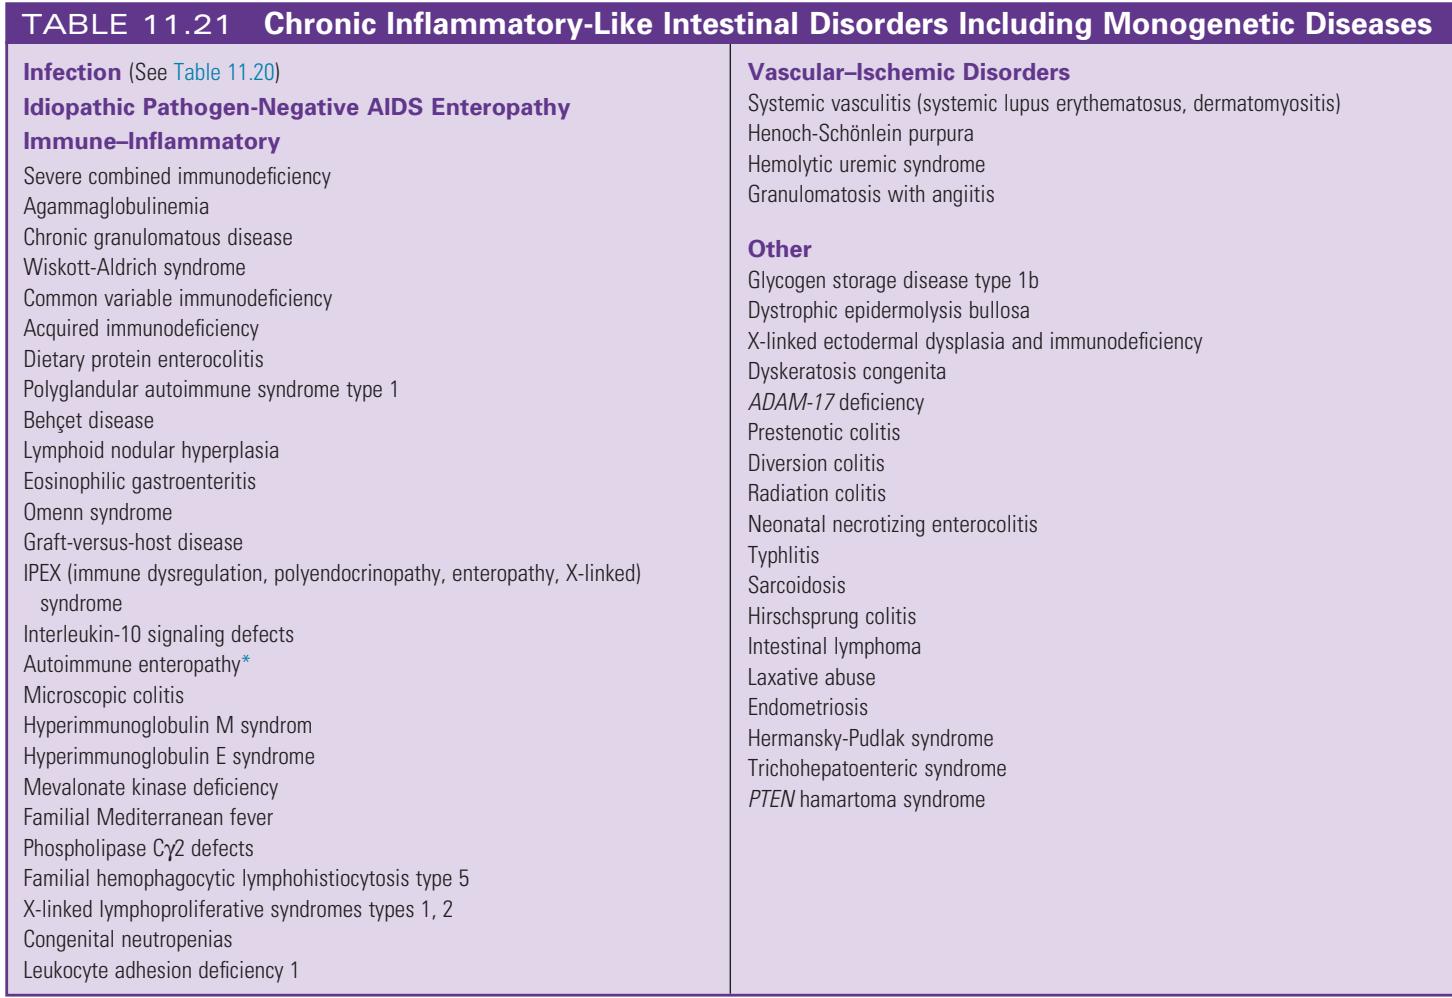 TABLE 11.21 Chronic Inflammatory-Like Intestinal Disorders Including Monogenetic Diseases
Infection (See Table 11.20)
Idiopathic Pathogen-Negative AIDS Enteropathy
Immune–Inflammatory
Severe combined immunodeficiency
Agammaglobulinemia
Chronic granulomatous disease
Wiskott-Aldrich syndrome
Common variable immunodeficiency
Acquired immunodeficiency
Dietary protein enterocolitis
Polyglandular autoimmune syndrome type 1
Behçet disease
Lymphoid nodular hyperplasia
Eosinophilic gastroenteritis
Omenn syndrome
Graft-versus-host disease
IPEX (immune dysregulation, polyendocrinopathy, enteropathy, X-linked)
syndrome
Interleukin-10 signaling defects
Autoimmune enteropathy*
Microscopic colitis
Hyperimmunoglobulin M syndrom
Hyperimmunoglobulin E syndrome
Mevalonate kinase deficiency
Familial Mediterranean fever
Phospholipase Cγ2 defects
Familial hemophagocytic lymphohistiocytosis type 5
X-linked lymphoproliferative syndromes types 1, 2
Congenital neutropenias
Leukocyte adhesion deficiency 1
Vascular–Ischemic Disorders
Systemic vasculitis (systemic lupus erythematosus, dermatomyositis)
Henoch-Schönlein purpura
Hemolytic uremic syndrome
Granulomatosis with angiitis
Other
Glycogen storage disease type 1b
Dystrophic epidermolysis bullosa
X-linked ectodermal dysplasia and immunodeficiency
Dyskeratosis congenita
ADAM-17 deficiency
Prestenotic colitis
Diversion colitis
Radiation colitis
Neonatal necrotizing enterocolitis
Typhlitis
Sarcoidosis
Hirschsprung colitis
Intestinal lymphoma
Laxative abuse
Endometriosis
Hermansky-Pudlak syndrome
Trichohepatoenteric syndrome
PTEN hamartoma syndrome